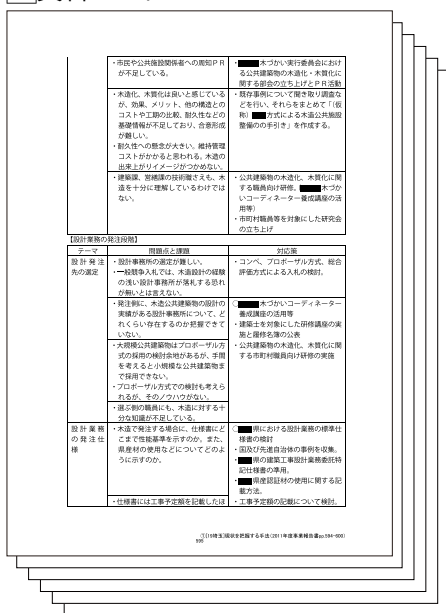 ・市民や公共施設関係者への周知ＰＲ
が不足している。
・木づかい実行委員会におけ
る公共建築物の木造化・木質化に
関する部会の立ち上げとＰＲ活動
・木造化、木質化は良いと感じている
が、効果、メリット、他の構造との
コストや工期の比較、耐久性などの
基礎情報が不足しており、合意形成
が難しい。
・耐久性への懸念が大きい。維持管理
コストがかかると思われる。木造の
出来上がりイメージがつかめない。
・既存事例について聞き取り調査な
どを行い、それらをまとめて「（仮
称）方式による木造公共施設
整備のの手引き」を作成する。
・建築課、営繕課の技術職さえも、木
造を十分に理解しているわけでは
ない。
・公共建築物の木造化、木質化に関
する職員向け研修。（木づか
いコーディネーター養成講座の活
用等）
・市町村職員等を対象にした研究会
の立ち上げ
【設計業務の発注段階】
テーマ 問題点と課題 対応策
設計発注
先の選定
・設計事務所の選定が難しい。
・一般競争入札では、木造設計の経験
の浅い設計事務所が落札する恐れ
が無いとは言えない。
・コンペ、プロポーザル方式、総合
評価方式による入札の検討。
・発注側に、木造公共建築物の設計の
実績がある設計事務所について、ど
れくらい存在するのか把握できて
いない。
・大規模公共建築物はプロポーザル方
式の採用の検討余地があるが、手間
を考えると小規模な公共建築物ま
で採用できない。
・プロポーザル方式での検討も考えら
れるが、そのノウハウがない。
○木づかいコーディネーター
養成講座の活用等
・建築士を対象にした研修講座の実
施と履修名簿の公表
・公共建築物の木造化、木質化に関
する市町村職員向け研修の実施
・選ぶ側の職員にも、木造に対する十
分な知識が不足している。
設計業務
の発注仕
様
・木造で発注する場合に、仕様書にど
こまで性能基準を示すのか。また、
県産材の使用などについてどのよ
うに示すのか。
○県における設計業務の標準仕
様書の検討
・国及び先進自治体の事例を収集。
・県の建築工事設計業務委託特
記仕様書の準用。
・県産認証材の使用に関する記
載方法。
・仕様書には工事予定額を記載したほ
・工事予定額の記載について検討。
①[15埼玉]現状を把握する手法(2011年度事業報告書pp.594-600)
595